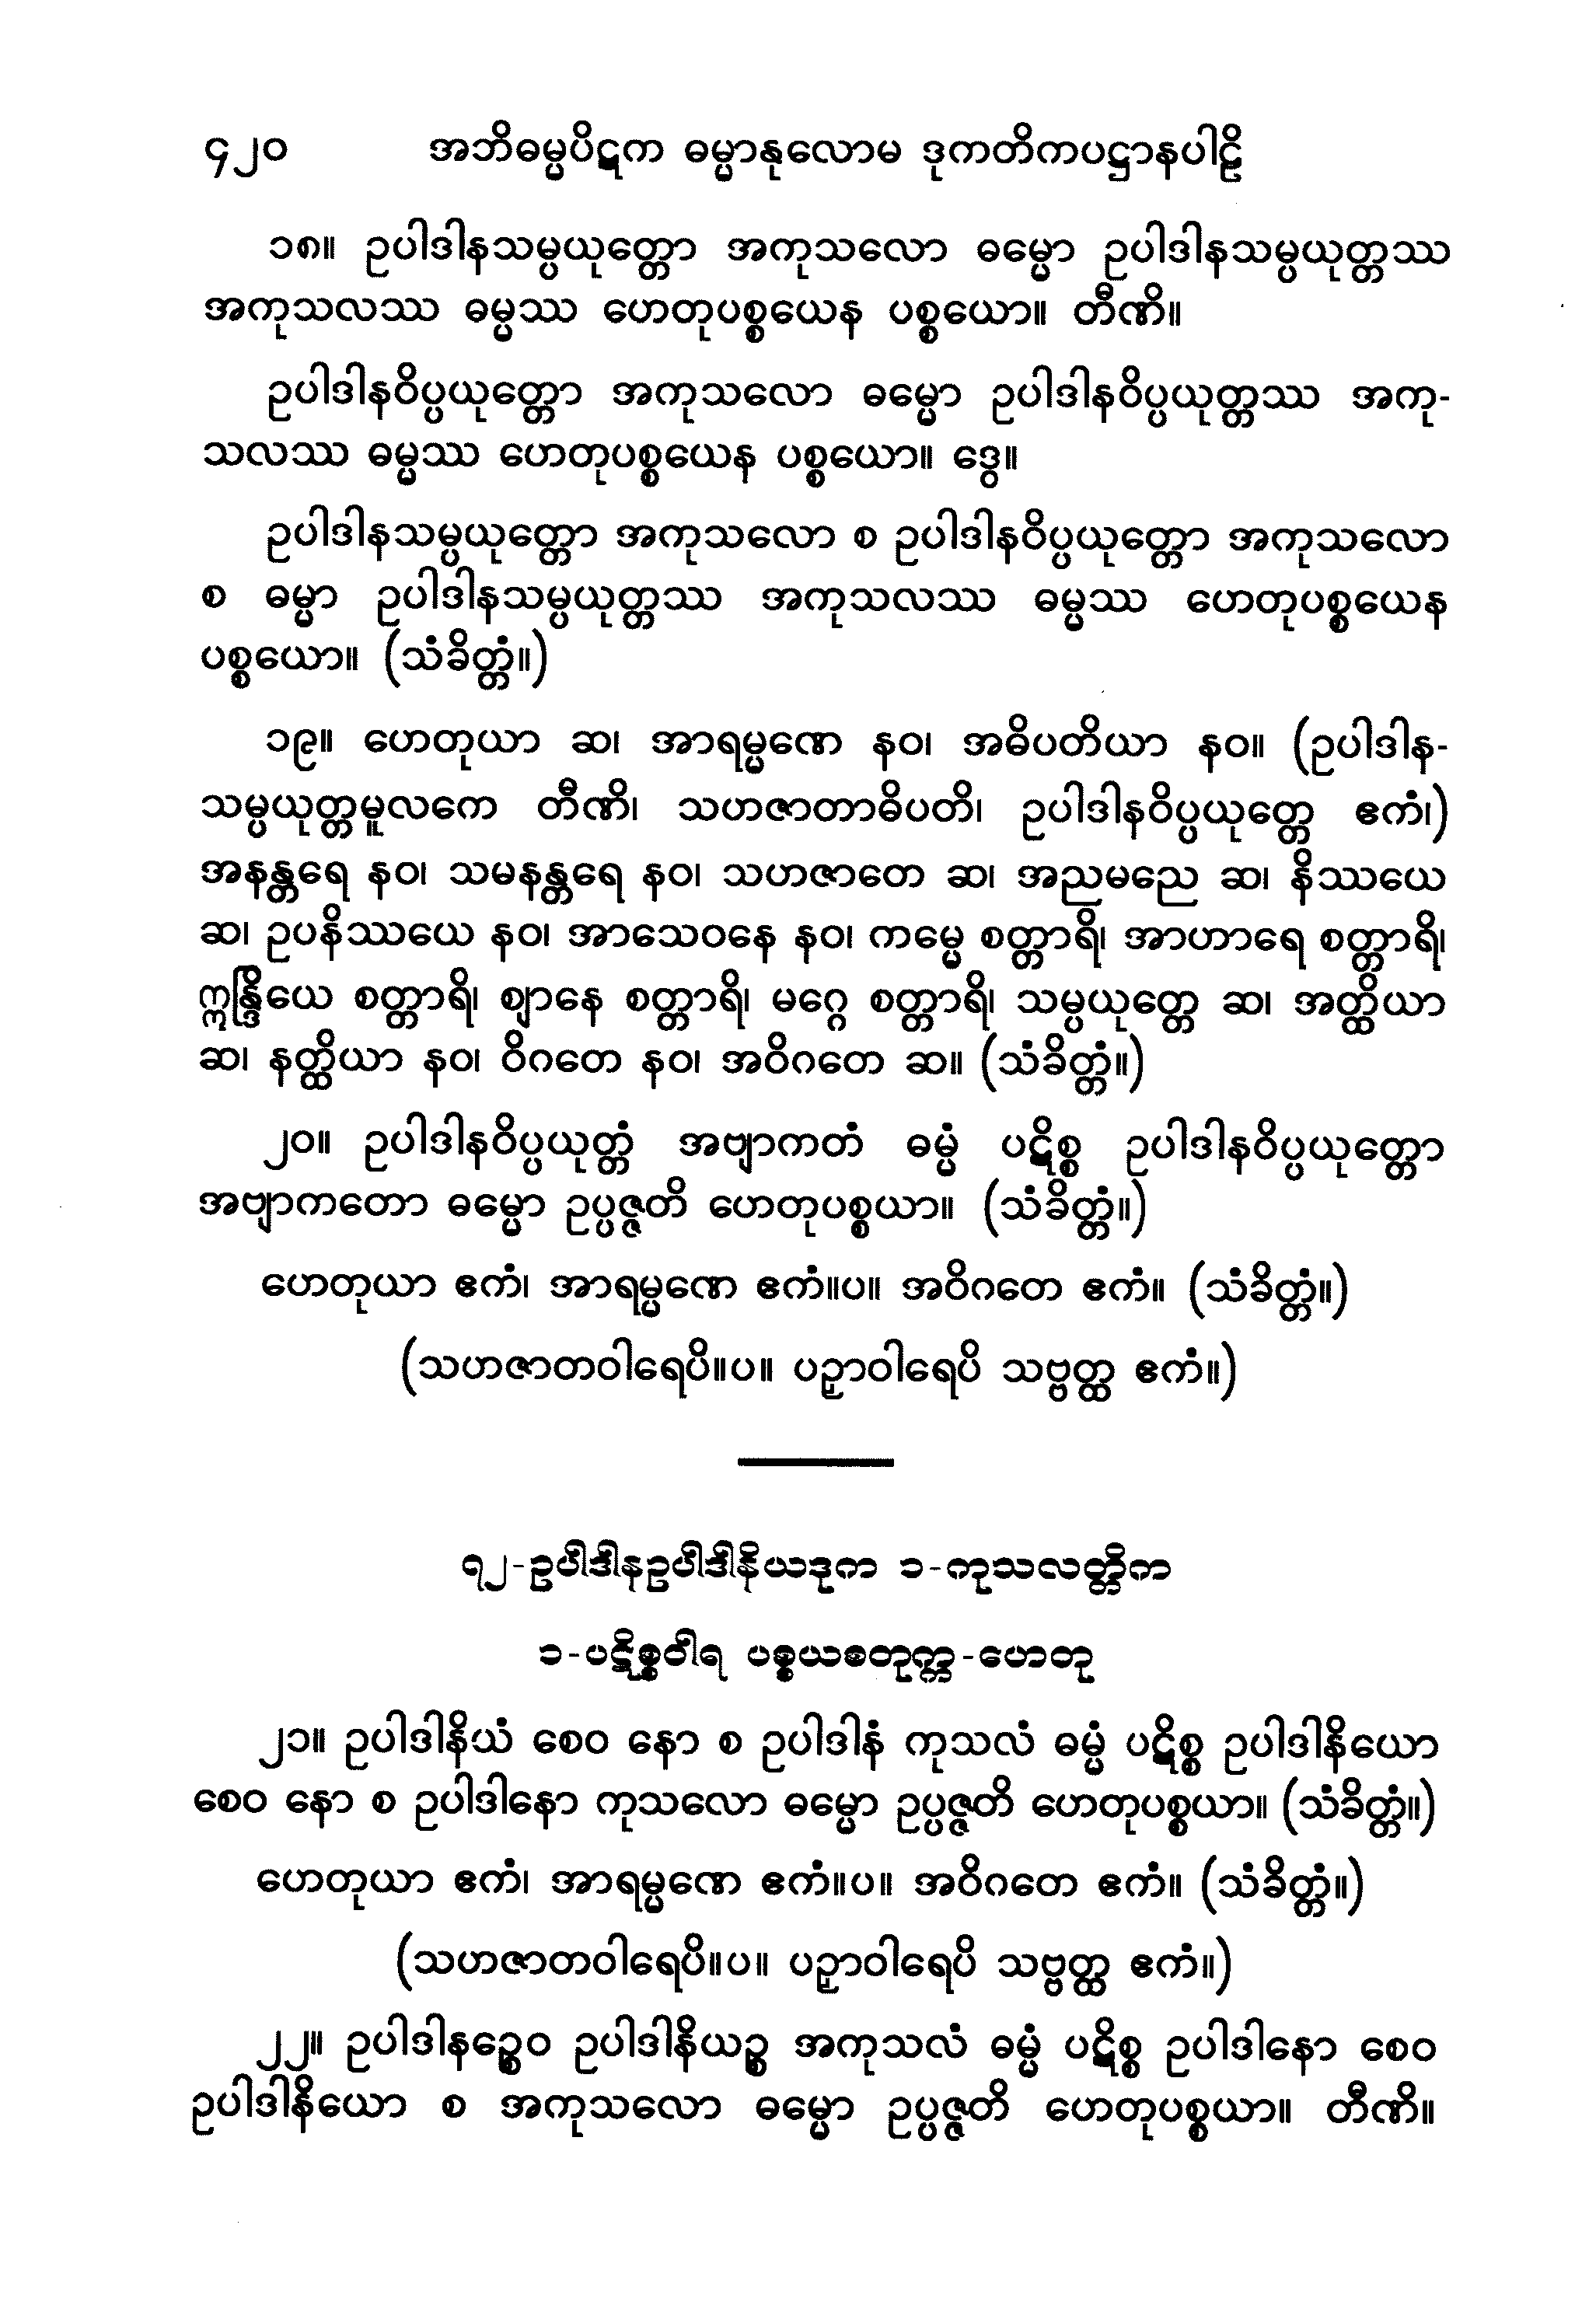 ၄၂၀ အဘိဓမ္မပိဋက ဓမ္မာနုလောမ ဒုကတိကပဋ္ဌာနပါဠိ
၁၈။ ဥပါဒါနသမ္ပယုတ္တော အကုသလော ဓမ္မော ဥပါဒါနသမ္ပယုတ္တဿ
အကုသလဿ ဓမ္မဿ ဟေတုပစ္စယေန ပစ္စယော။ တီဏိ။
ဥပါဒါနဝိပ္ပယုတ္တော အကုသလော ဓမ္မော ဥပါဒါနဝိပ္ပယုတ္တဿ အကု-
သလဿ ဓမ္မဿ ဟေတုပစ္စယေန ပစ္စယော။ ဒွေ။
ဥပါဒါနသမ္ပယုတ္တော အကုသလော စ ဥပါဒါနဝိပ္ပယုတ္တော အကုသလော
စ ဓမ္မာ ဥပါဒါနသမ္ပယုတ္တဿ အကုသလဿ ဓမ္မဿ ဟေတုပစ္စယေန
ပစ္စယော။ (သံခိတ္တံ။)
၁၉။ ဟေတုယာ ဆ၊ အာရမ္မဏေ နဝ၊ အဓိပတိယာ နဝ။ (ဥပါဒါန-
သမ္ပယုတ္တမူလကေ တီဏိ၊ သဟဇာတာဓိပတိ၊ ဥပါဒါနဝိပ္ပယုတ္တေ ဧကံ၊)
အနန္တရေ နဝ၊ သမနန္တရေ နဝ၊ သဟဇာတေ ဆ၊ အညမညေ ဆ၊ နိဿယေ
ဆ၊ ဥပနိဿယေ နဝ၊ အာသေဝနေ နဝ၊ ကမ္မေ စတ္တာရိ၊ အာဟာရေ စတ္တာရိ၊
ဣန္ဒြိယေ စတ္တာရိ၊ ဈာနေ စတ္တာရိ၊ မဂ္ဂေ စတ္တာရိ၊ သမ္ပယုတ္တေ ဆ၊ အတ္ထိယာ
ဆ၊ နတ္ထိယာ နဝ၊ ဝိဂတေ နဝ၊ အဝိဂတေ ဆ။ (သံခိတ္တံ။)
၂၀။ ဥပါဒါနဝိပ္ပယုတ္တံ အဗျာကတံ ဓမ္မံ ပဋိစ္စ ဥပါဒါနဝိပ္ပယုတ္တော
အဗျာကတော ဓမ္မော ဥပ္ပဇ္ဇတိ ဟေတုပစ္စယာ။ (သံခိတ္တံ။)
ဟေတုယာ ဧကံ၊ အာရမ္မဏေ ဧကံ။ပ။ အဝိဂတေ ဧကံ။ (သံခိတ္တံ။)
(သဟဇာတဝါရေပိ။ပ။ ပဉှာဝါရေပိ သဗ္ဗတ္ထ ဧကံ။)
၇၂-ဥပါဒါနဥပါဒါနိယဒုက ၁-ကုသလတ္တိက
၁-ပဋိစ္စဝါရ ပစ္စယစတုက္က-ဟေတု
၂၁။ ဥပါဒါနိယံ စေဝ နော စ ဥပါဒါနံ ကုသလံ ဓမ္မံ ပဋိစ္စ ဥပါဒါနိယော
စေဝ နော စ ဥပါဒါနော ကုသလော ဓမ္မော ဥပ္ပဇ္ဇတိ ဟေတုပစ္စယာ။ (သံခိတ္တံ။)
ဟေတုယာ ဧကံ၊ အာရမ္မဏေ ဧကံ။ပ။ အဝိဂတေ ဧကံ။ (သံခိတ္တံ။)
(သဟဇာတဝါရေပိ။ပ။ ပဉှာဝါရေပိ သဗ္ဗတ္ထ ဧကံ။)
၂၂။ ဥပါဒါနဉ္စေဝ ဥပါဒါနိယဉ္စ အကုသလံ ဓမ္မံ ပဋိစ္စ ဥပါဒါနော စေဝ
ဥပါဒါနိယော စ အကုသလော ဓမ္မော ဥပ္ပဇ္ဇတိ ဟေတုပစ္စယာ။ တီဏိ။